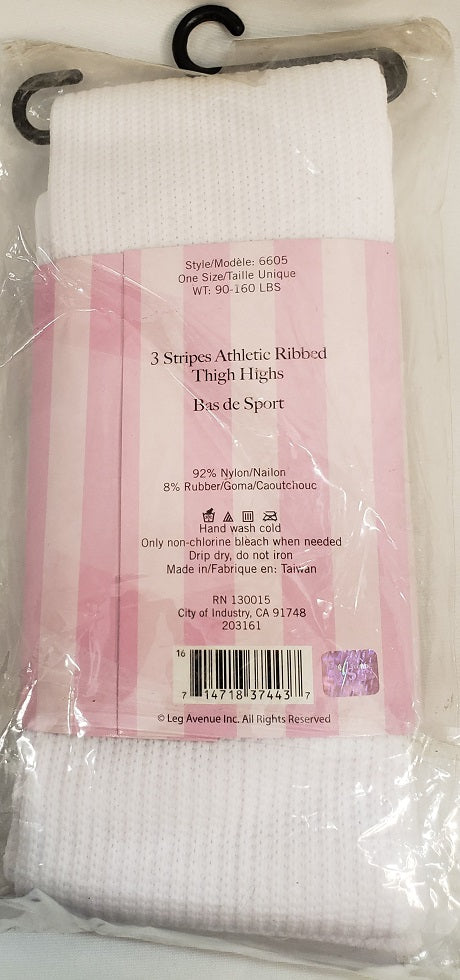 Style/Modèle: 6605
One Size/Taille Unique
WT: 90-160 LBS
3 Stripes Athletic Ribbed
Thigh Highs
Bas de Sport
92% Nylon/Nailon
8% Rubber/Goma/Caoutchouc
Hand wash cold
Only non-chlorine bleach when needed
Drip dry, do not iron
Made in/Fabrique en: Taiwan
RN 130015
City of Industry, CA 91748
203161
16
7 14718 37443 7
© Leg Avenue Inc. All Rights Reserved